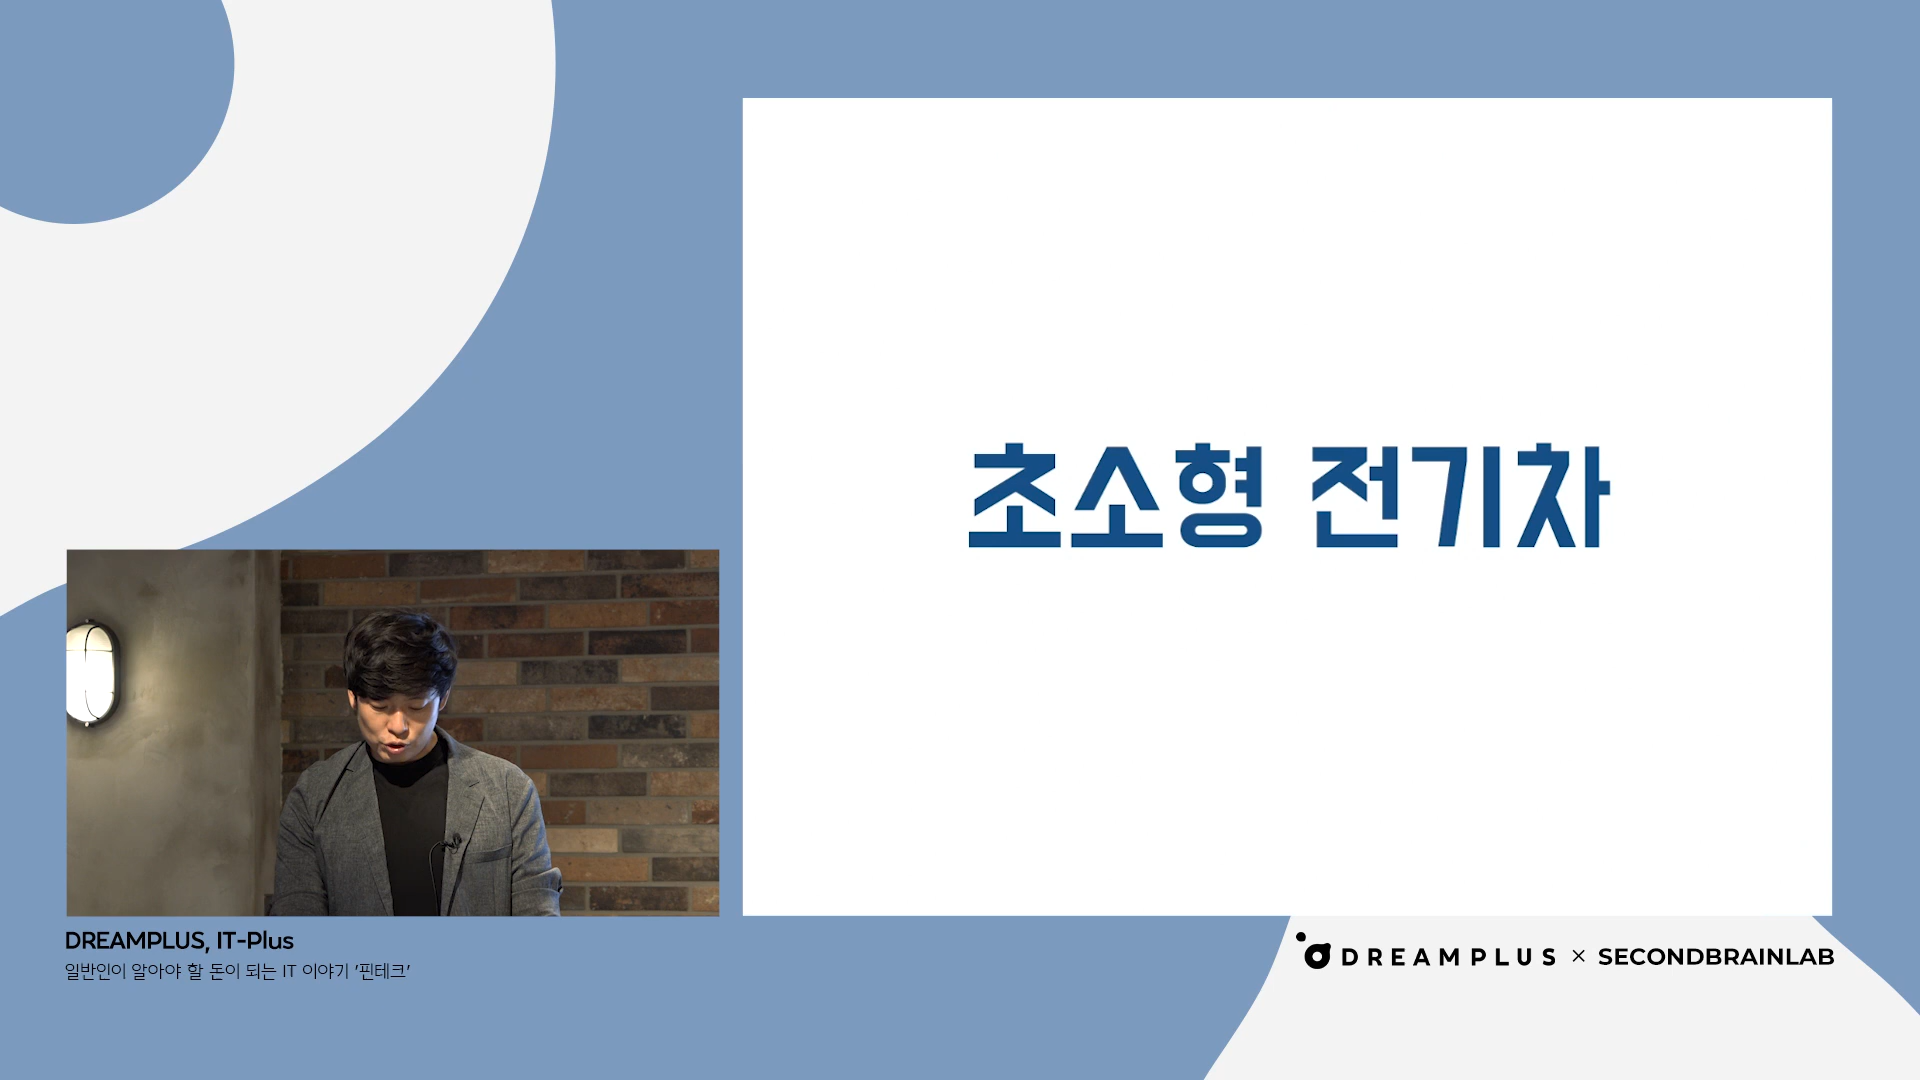 초소형 전기차
DREAMPLUS, IT-Plus
일반인이 알아야 할 돈이 되는 IT 이야기 '핀테크'
DREAMPLUS × SECONDBRAINLAB